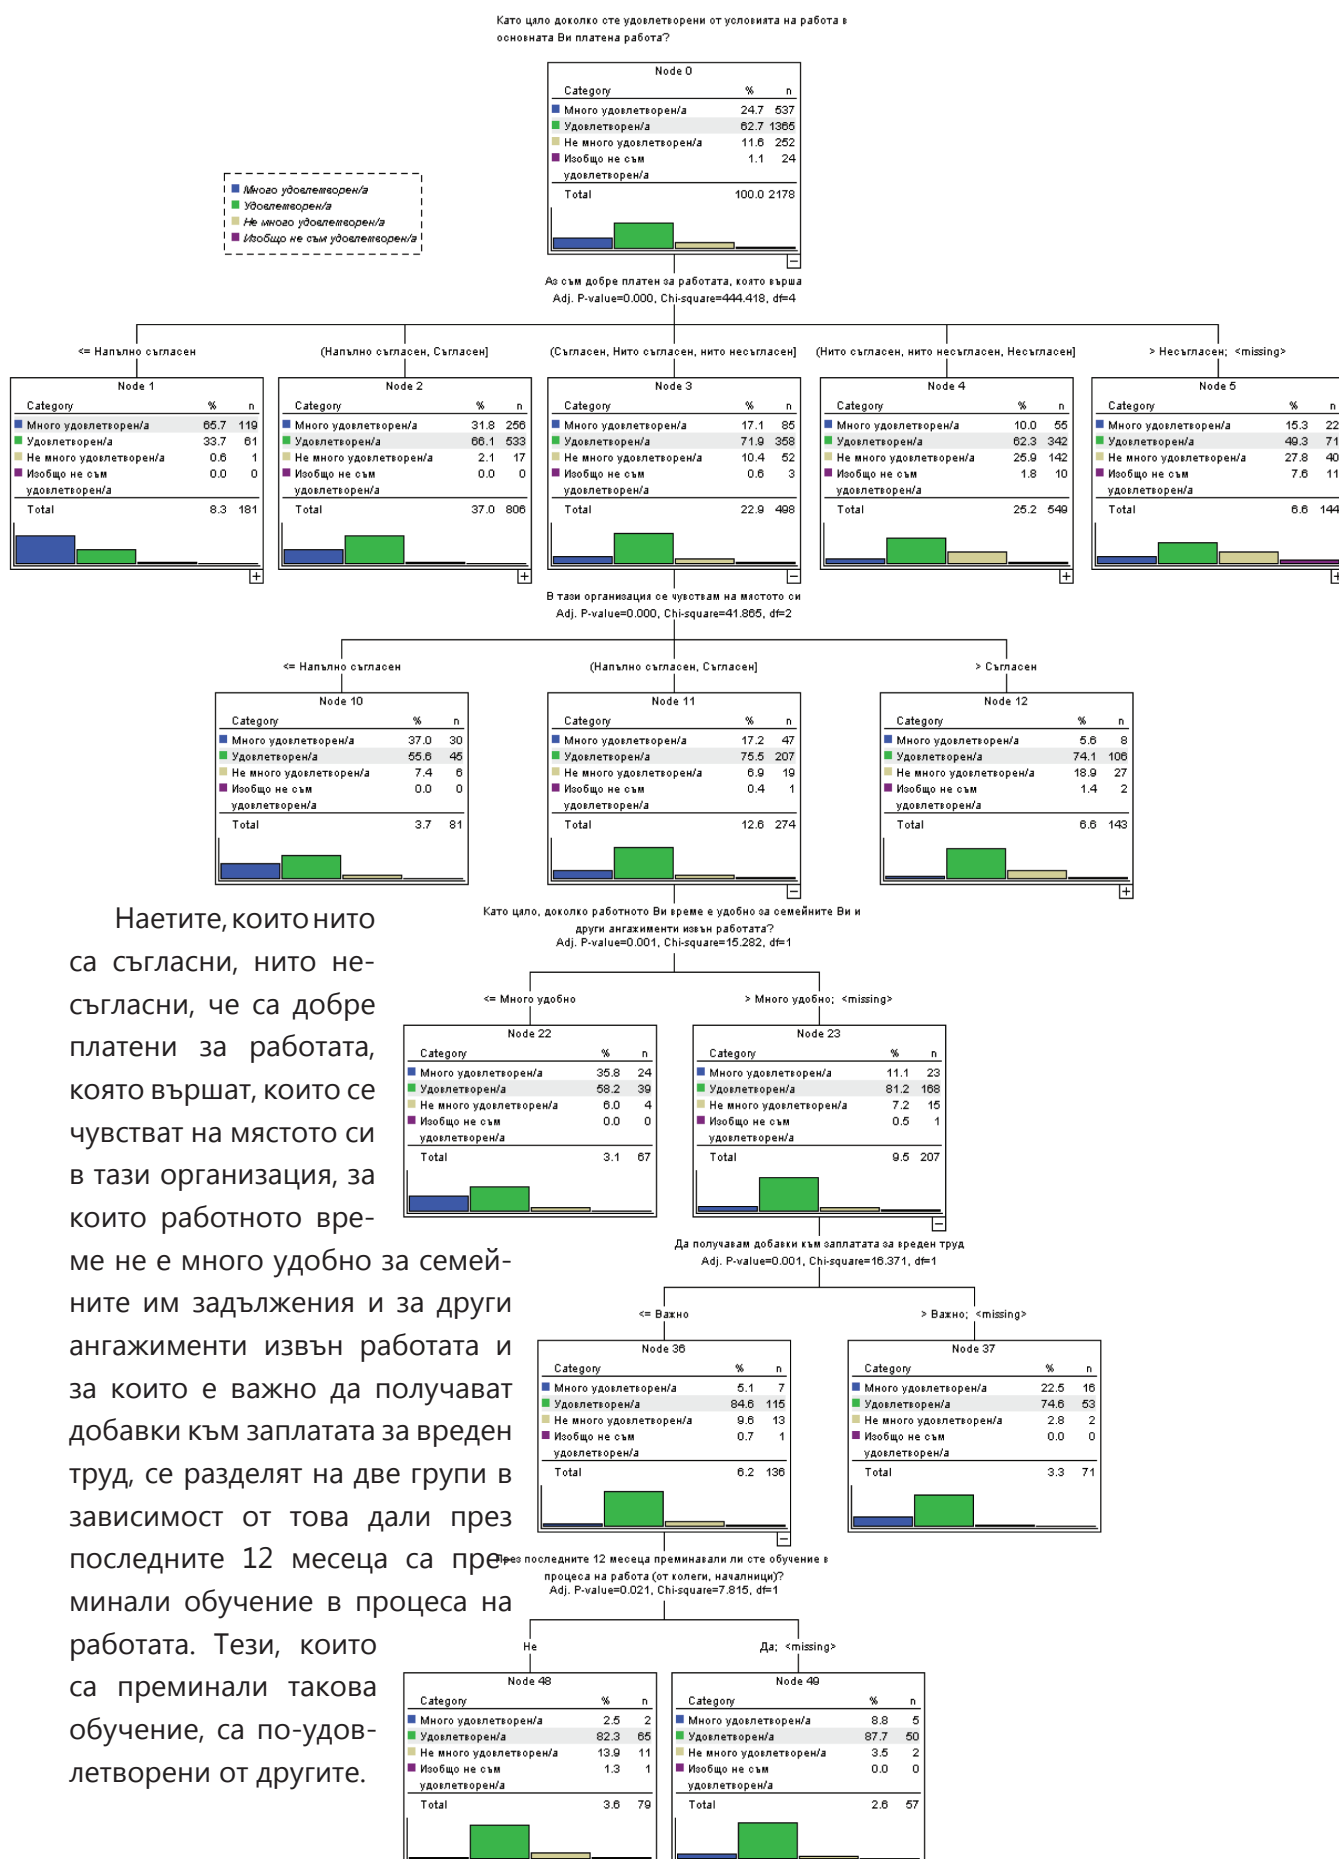 Като цяло доколко сте удовлетворени от условията на работа в
основната Ви платена работа?
Node 0
Category % n
Много удовлетворен/а 24.7 537
Удовлетворен/а 62.7 1365
Не много удовлетворен/а 11.6 252
Изобщо не съм 1.1 24
удовлетворен/а
Total 100.0 2178
Много удовлетворен/а
Удовлетворен/а
Не много удовлетворен/а
Изобщо не съм удовлетворен/а
Аз съм добре платен за работата, която върша
Adj. P-value=0.000, Chi-square=444.418, df=4
<= Напълно съгласен
(Напълно съгласен, Съгласен]
(Съгласен, Нито съгласен, нито несъгласен]
(Нито съгласен, нито несъгласен, Несъгласен]
> Несъгласен; <missing>
Node 1
Category % n
Много удовлетворен/а 65.7 119
Удовлетворен/а 33.7 61
Не много удовлетворен/а 0.6 1
Изобщо не съм 0.0 0
удовлетворен/а
Total 8.3 181
Node 2
Category % n
Много удовлетворен/а 31.8 256
Удовлетворен/а 66.1 533
Не много удовлетворен/а 2.1 17
Изобщо не съм 0.0 0
удовлетворен/а
Total 37.0 806
Node 3
Category % n
Много удовлетворен/а 17.1 85
Удовлетворен/а 71.9 358
Не много удовлетворен/а 10.4 52
Изобщо не съм 0.6 3
удовлетворен/а
Total 22.9 498
Node 4
Category % n
Много удовлетворен/а 10.0 55
Удовлетворен/а 62.3 342
Не много удовлетворен/а 25.9 142
Изобщо не съм 1.8 10
удовлетворен/а
Total 25.2 549
Node 5
Category % n
Много удовлетворен/а 15.3 22
Удовлетворен/а 49.3 71
Не много удовлетворен/а 27.8 40
Изобщо не съм 7.6 11
удовлетворен/а
Total 6.6 144
В тази организация се чувствам на мястото си
Adj. P-value=0.000, Chi-square=41.865, df=2
<= Напълно съгласен
(Напълно съгласен, Съгласен]
> Съгласен
Node 10
Category % n
Много удовлетворен/а 37.0 30
Удовлетворен/а 55.6 45
Не много удовлетворен/а 7.4 6
Изобщо не съм 0.0 0
удовлетворен/а
Total 3.7 81
Node 11
Category % n
Много удовлетворен/а 17.2 47
Удовлетворен/а 75.5 207
Не много удовлетворен/а 6.9 19
Изобщо не съм 0.4 1
удовлетворен/а
Total 12.6 274
Node 12
Category % n
Много удовлетворен/а 5.6 8
Удовлетворен/а 74.1 106
Не много удовлетворен/а 18.9 27
Изобщо не съм 1.4 2
удовлетворен/а
Total 6.6 143
Като цяло, доколко работното Ви време е удобно за семейните Ви и
други ангажименти извън работата?
Adj. P-value=0.001, Chi-square=15.282, df=1
<= Много удобно
> Много удобно; <missing>
Node 22
Category % n
Много удовлетворен/а 35.8 24
Удовлетворен/а 58.2 39
Не много удовлетворен/а 6.0 4
Изобщо не съм 0.0 0
удовлетворен/а
Total 3.1 67
Node 23
Category % n
Много удовлетворен/а 11.1 23
Удовлетворен/а 81.2 168
Не много удовлетворен/а 7.2 15
Изобщо не съм 0.5 1
удовлетворен/а
Total 9.5 207
Да получавам добавки към заплатата за вреден труд
Adj. P-value=0.001, Chi-square=16.371, df=1
<= Важно
> Важно; <missing>
Node 36
Category % n
Много удовлетворен/а 5.1 7
Удовлетворен/а 84.6 115
Не много удовлетворен/а 9.6 13
Изобщо не съм 0.7 1
удовлетворен/а
Total 6.2 136
Node 37
Category % n
Много удовлетворен/а 22.5 16
Удовлетворен/а 74.6 53
Не много удовлетворен/а 2.8 2
Изобщо не съм 0.0 0
удовлетворен/а
Total 3.3 71
През последните 12 месеца преминавали ли сте обучение в
процеса на работа (от колеги, началници)?
Adj. P-value=0.021, Chi-square=7.815, df=1
Не
Да; <missing>
Node 48
Category % n
Много удовлетворен/а 2.5 2
Удовлетворен/а 82.3 65
Не много удовлетворен/а 13.9 11
Изобщо не съм 1.3 1
удовлетворен/а
Total 3.6 79
Node 49
Category % n
Много удовлетворен/а 8.8 5
Удовлетворен/а 87.7 50
Не много удовлетворен/а 3.5 2
Изобщо не съм 0.0 0
удовлетворен/а
Total 2.6 57
Наетите, които нито
са съгласни, нито не-
съгласни, че са добре
платени за работата,
която вършат, които се
чувстват на мястото си
в тази организация, за
които работното вре-
ме не е много удобно за семей-
ните им задължения и за други
ангажименти извън работата и
за които е важно да получават
добавки към заплатата за вреден
труд, се разделят на две групи в
зависимост от това дали през
последните 12 месеца са пре-
минали обучение в процеса на
работата. Тези, които
са преминали такова
обучение, са по-удов-
летворени от другите.